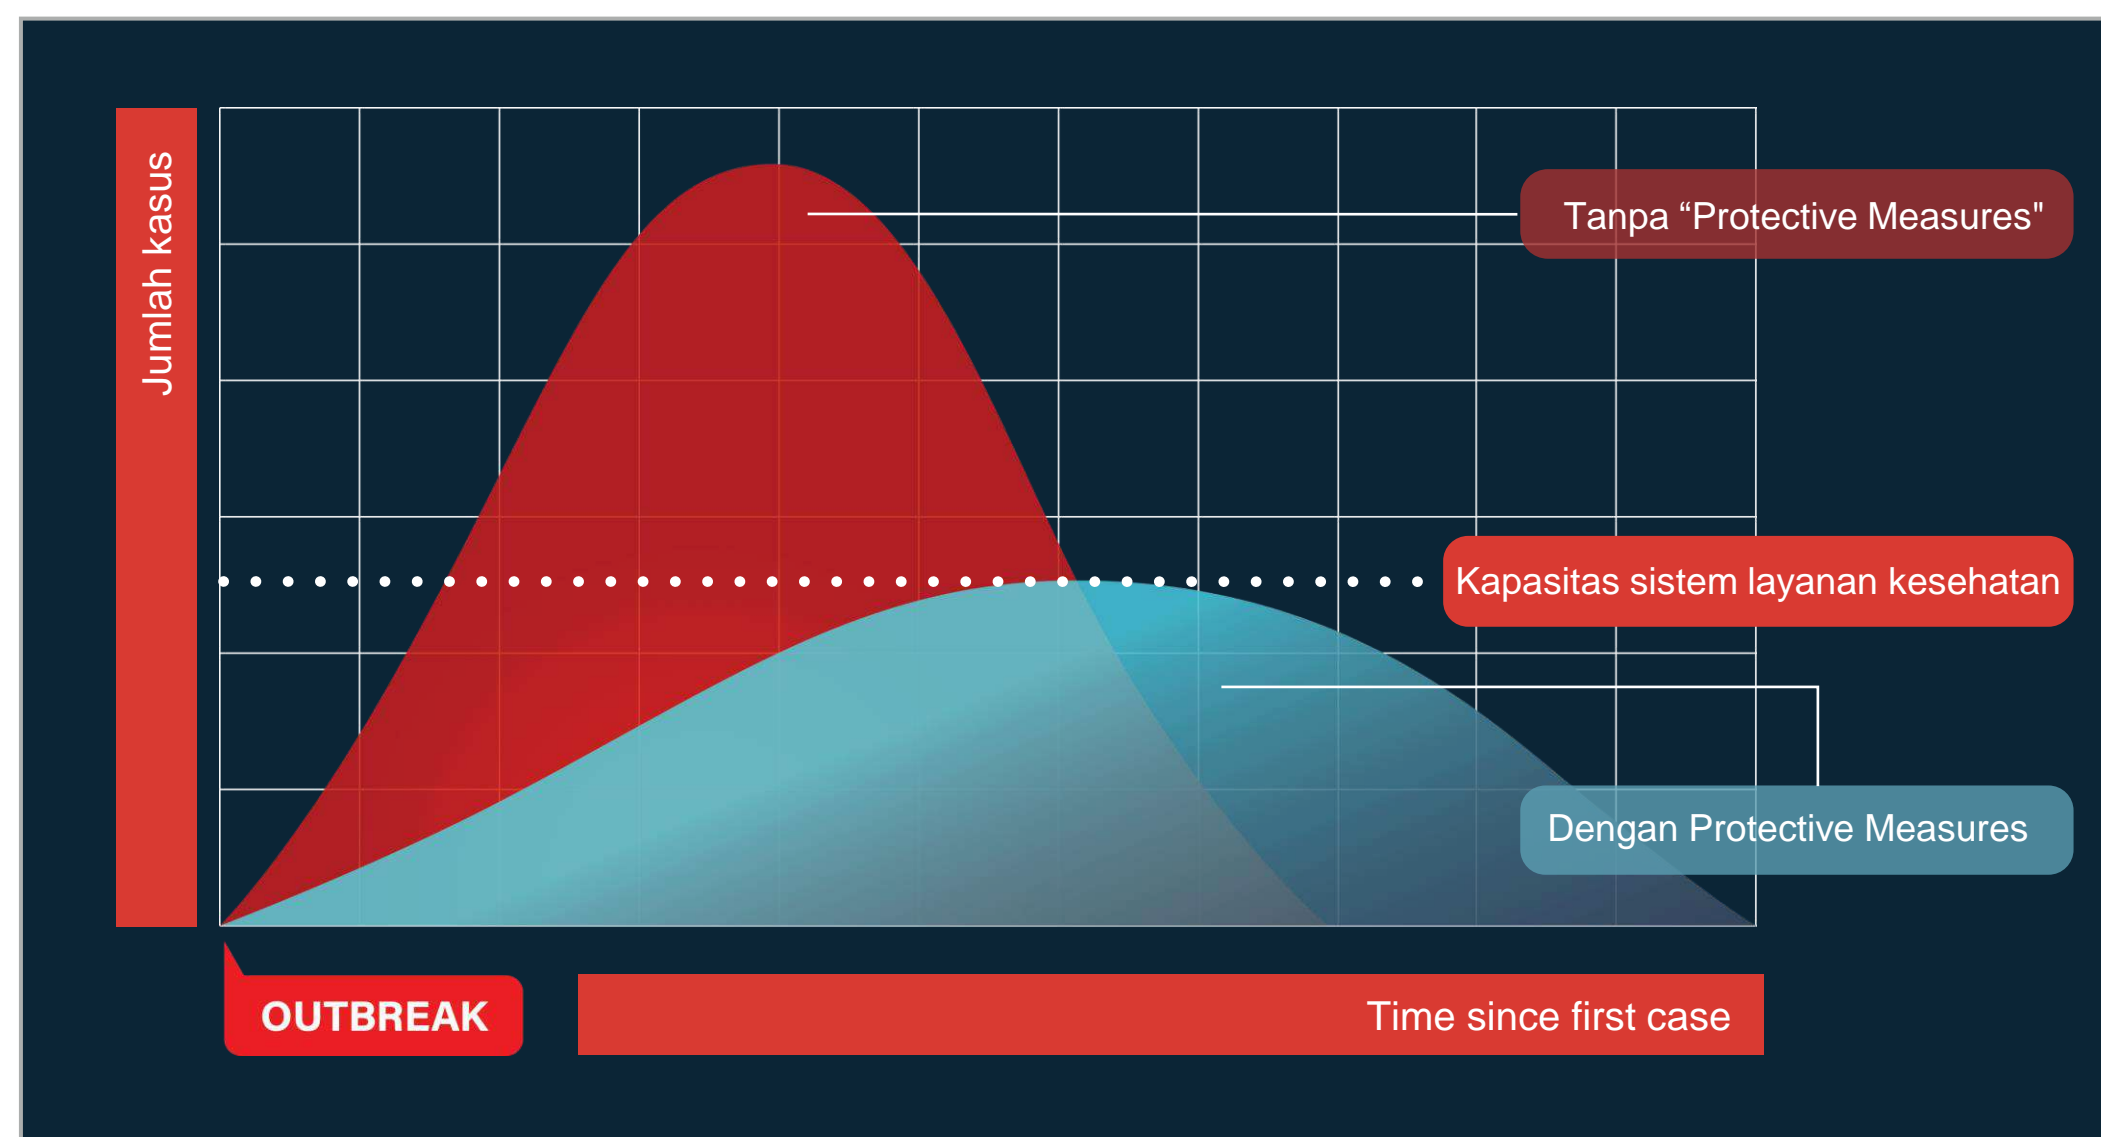 Jumlah kasus
Tanpa “Protective Measures"
Kapasitas sistem layanan kesehatan
Dengan Protective Measures
OUTBREAK
Time since first case